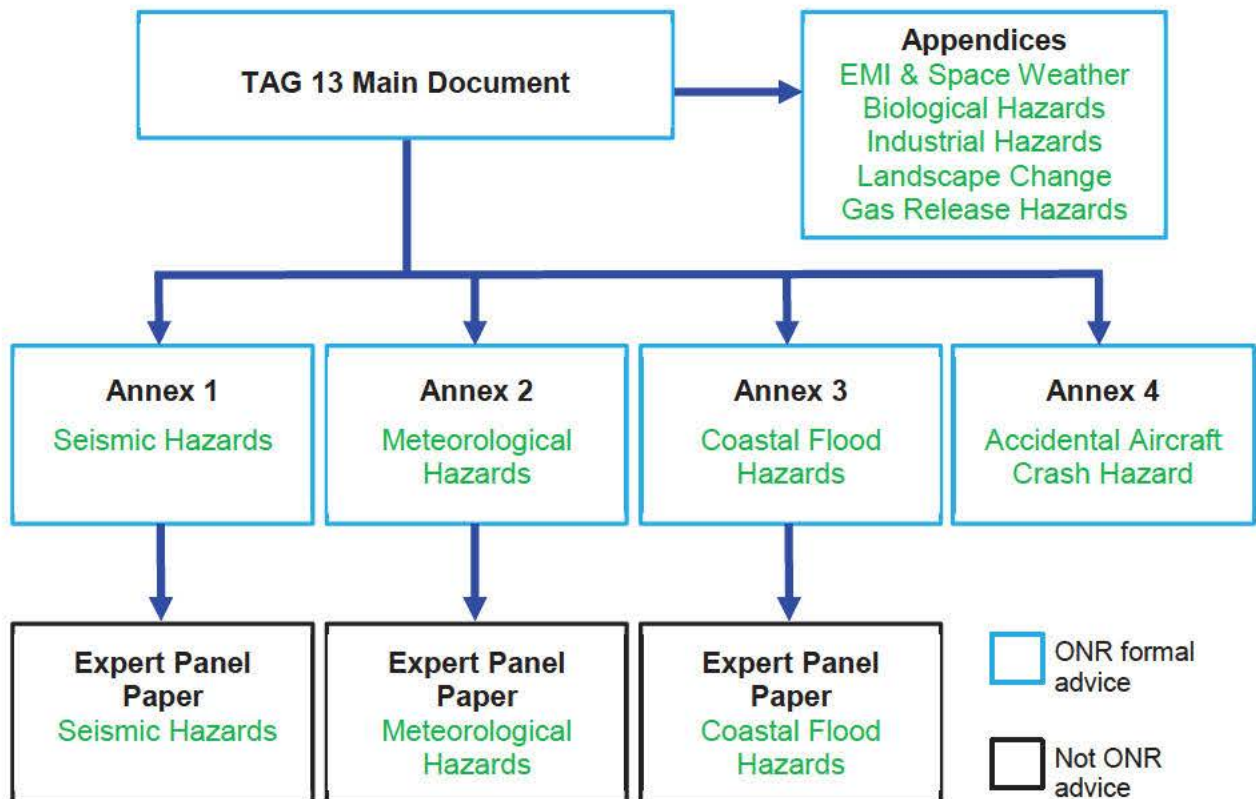 TAG 13 Main Document
Appendices
EMI & Space Weather
Biological Hazards
Industrial Hazards
Landscape Change
Gas Release Hazards
Annex 1
Seismic Hazards
Annex 2
Meteorological
Hazards
Annex 3
Coastal Flood
Hazards
Annex 4
Accidental Aircraft
Crash Hazard
Expert Panel
Paper
Seismic Hazards
Expert Panel
Paper
Meteorological
Hazards
Expert Panel
Paper
Coastal Flood
Hazards
ONR formal
advice
Not ONR
advice